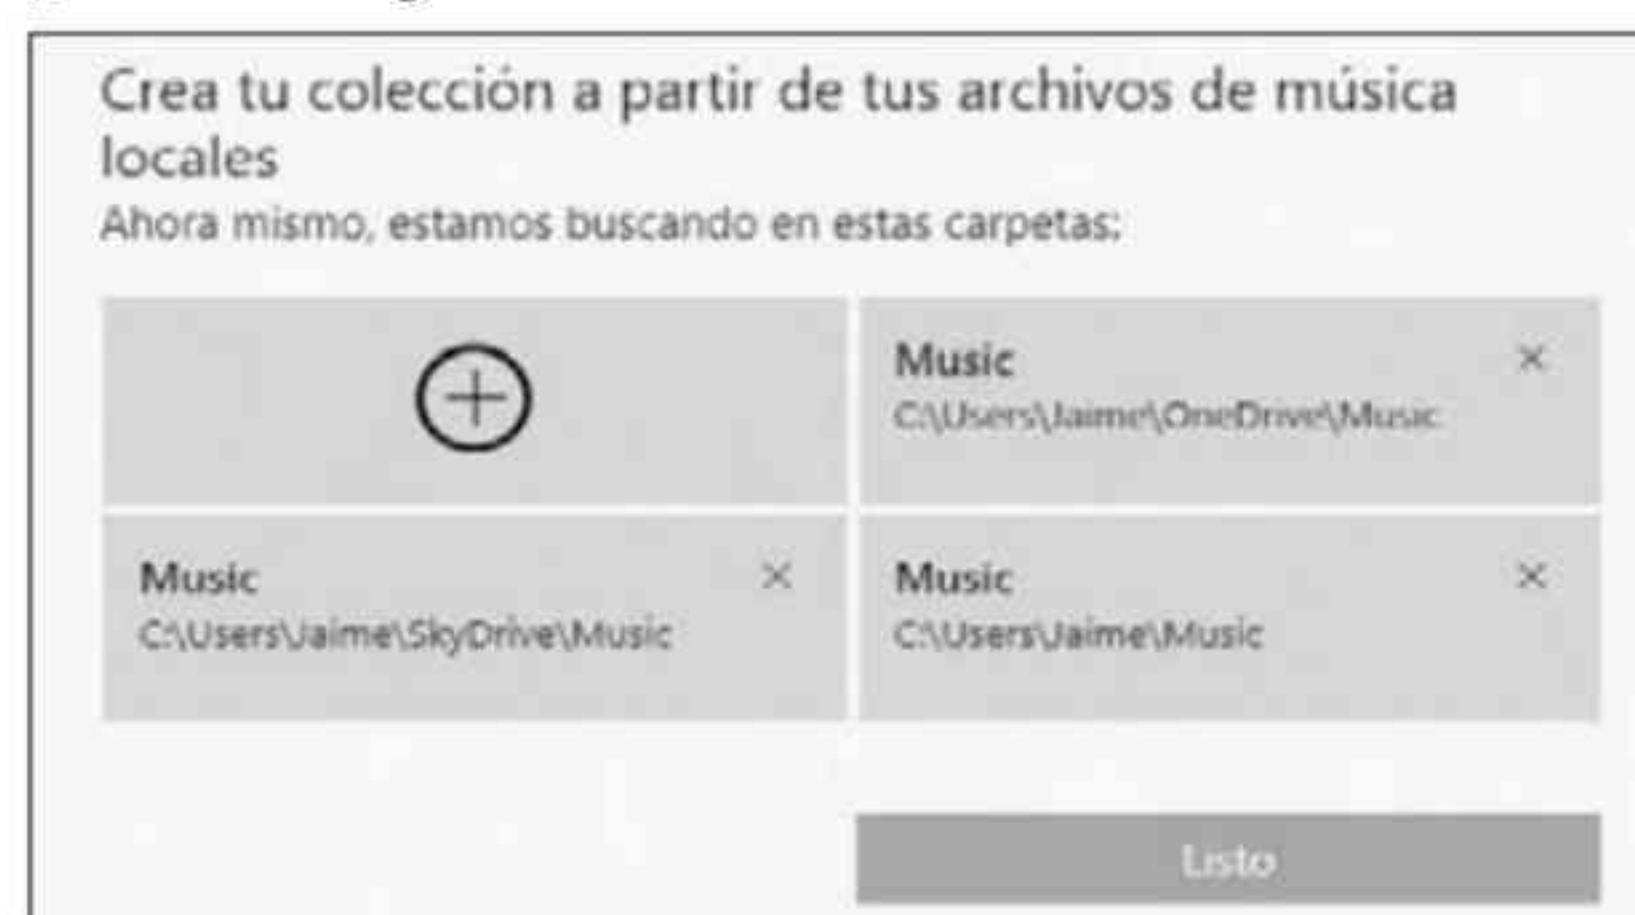 Crea tu colección a partir de tus archivos de música
locales
Ahora mismo, estamos buscando en estas carpetas:
Music
C:\Users\Jaime\OneDrive\Music
Music
C:\Users\Jaime\SkyDrive\Music
Music
C:\Users\Jaime\Music
Listo